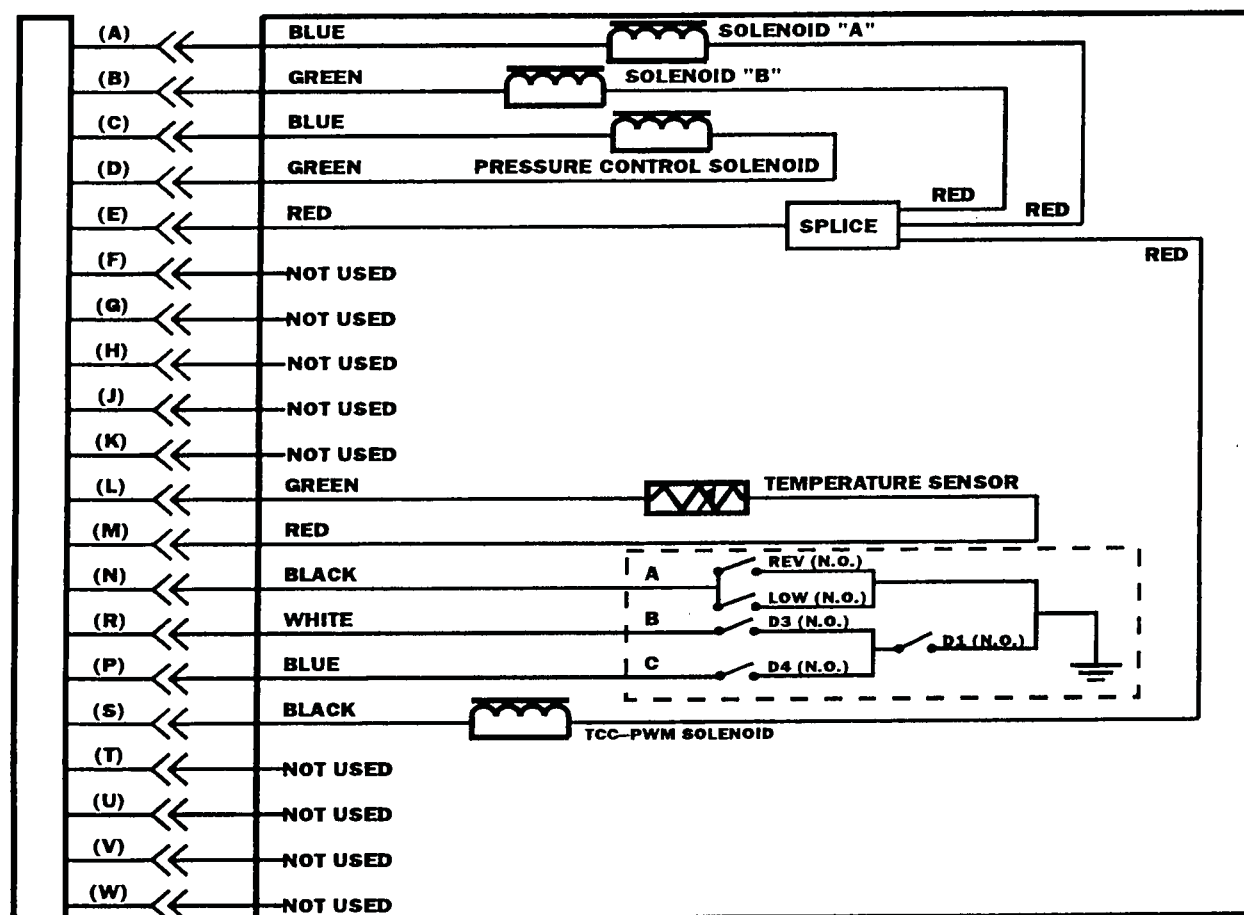 (A) BLUE SOLENOID "A"
(B) GREEN SOLENOID "B"
(C) BLUE
PRESSURE CONTROL SOLENOID
(D) GREEN
RED
(E) RED SPLICE RED
RED
(F) NOT USED
(G) NOT USED
(H) NOT USED
(J) NOT USED
(K) NOT USED
(L) GREEN TEMPERATURE SENSOR
(M) RED
REV (N.O.)
(N) BLACK A
LOW (N.O.)
(R) WHITE B D3 (N.O.)
D1 (N.O.)
(P) BLUE C D4 (N.O.)
(S) BLACK
TCC-PWM SOLENOID
(T) NOT USED
(U) NOT USED
(V) NOT USED
(W) NOT USED